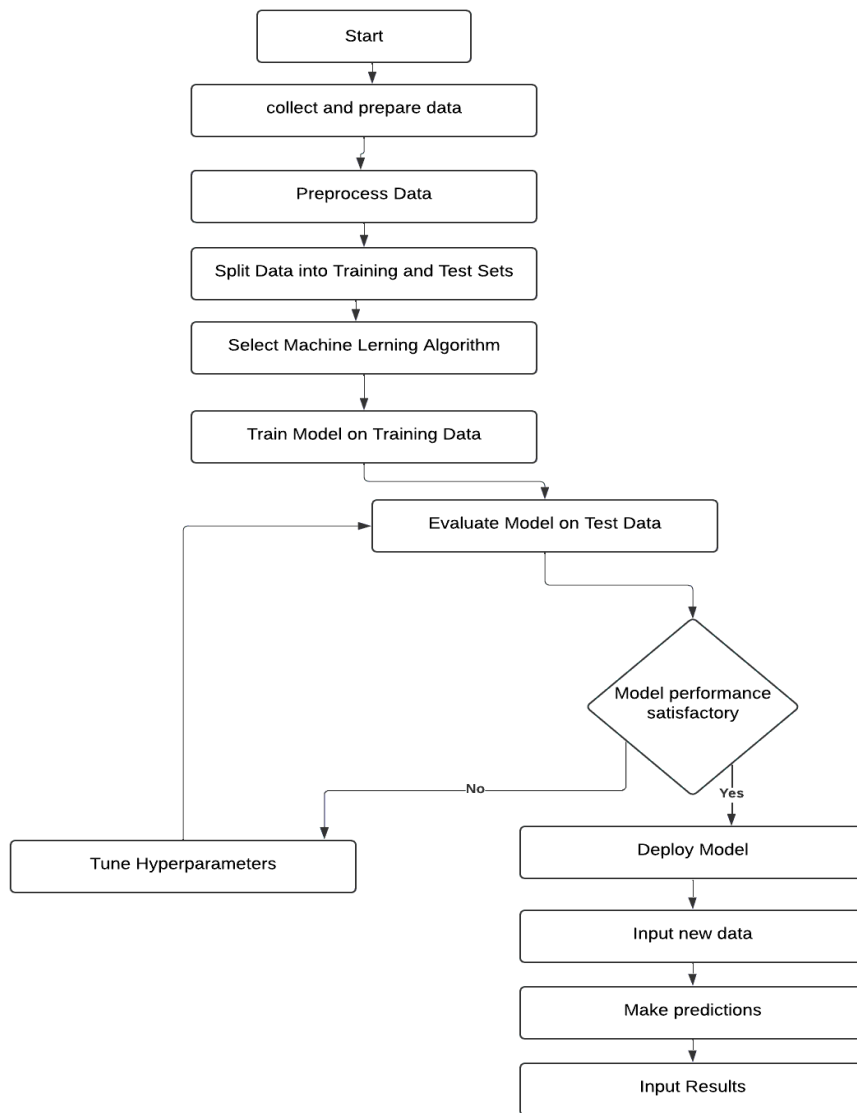 Start
collect and prepare data
Preprocess Data
Split Data into Training and Test Sets
Select Machine Lerning Algorithm
Train Model on Training Data
Evaluate Model on Test Data
Model performance
satisfactory
No
Yes
Tune Hyperparameters
Deploy Model
Input new data
Make predictions
Input Results